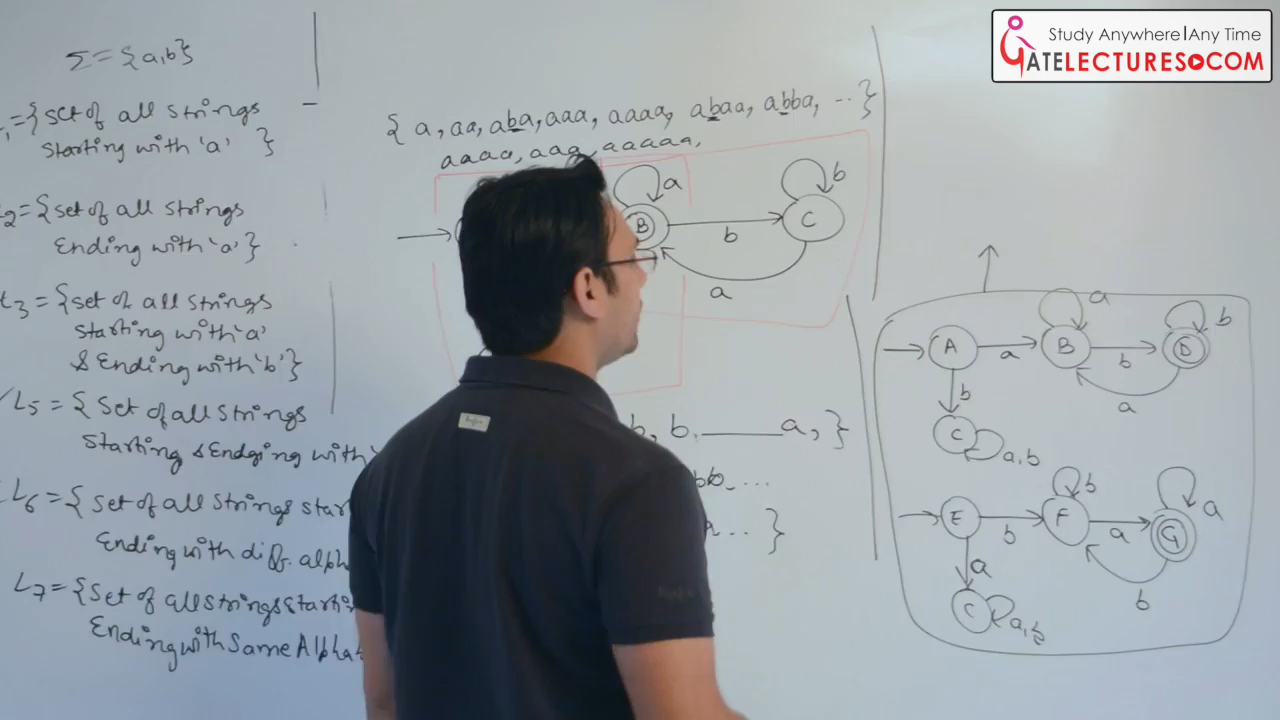 Study Anywhere|Any Time
GATELECTURES.COM
Σ = {a,b}
= {set of all strings
starting with 'a' }
= {set of all strings
Ending with 'a' }
L3 = {set of all strings
starting with 'a'
& Ending with 'b' }
L5 = { Set of all strings
Starting & Endging with
L6 = { Set of all strings
Ending with diff.
L7 = { Set of all strings
Ending with Same
{ a, aa, aba, aaa, aaaa, abaa, abba, ... }
aaaa, aaa, aaaaa,
a
b
B
b
C
a
b, b ____ a, }
... }
a
b
A
a
B
b
D
b
a
C
a,b
b
a
E
b
F
a
G
a
b
C
a,b